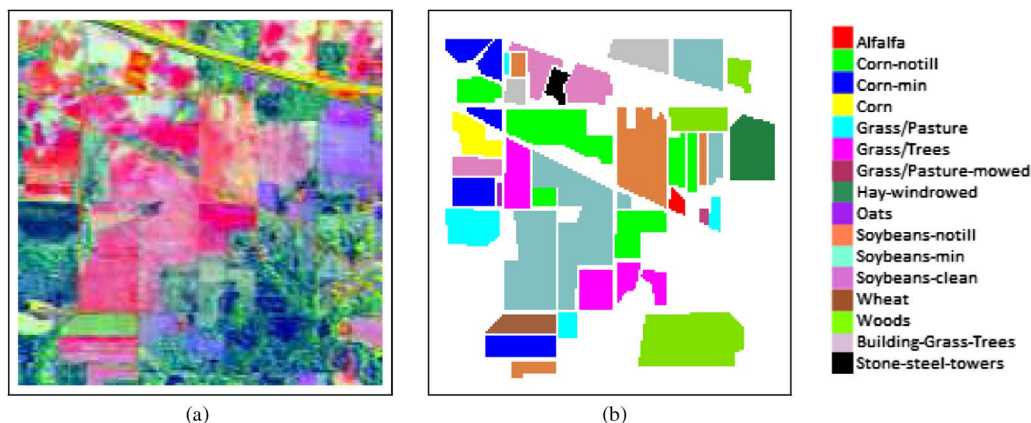 Alfalfa
Corn-notill
Corn-min
Corn
Grass/Pasture
Grass/Trees
Grass/Pasture-mowed
Hay-windrowed
Oats
Soybeans-notill
Soybeans-min
Soybeans-clean
Wheat
Woods
Building-Grass-Trees
Stone-steel-towers
(a)
(b)